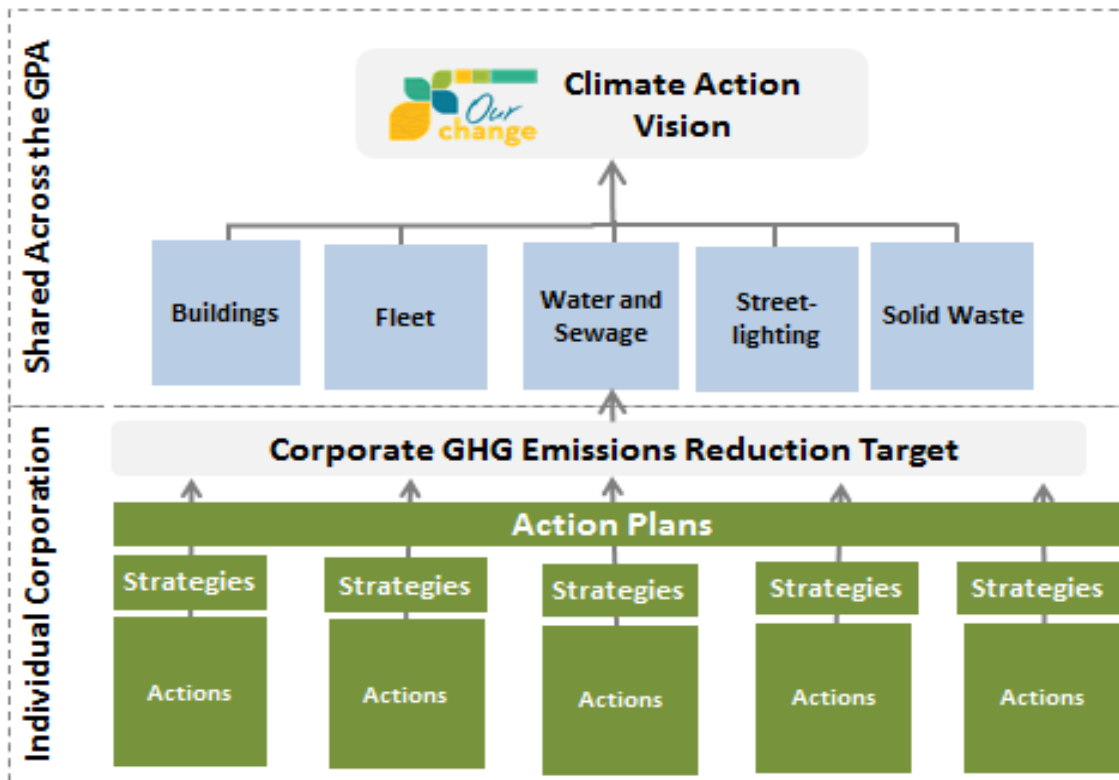 Shared Across the GPA
Our
change
Climate Action
Vision
Buildings
Fleet
Water and
Sewage
Street-
lighting
Solid Waste
Individual Corporation
Corporate GHG Emissions Reduction Target
Action Plans
Strategies
Strategies
Strategies
Strategies
Strategies
Actions
Actions
Actions
Actions
Actions